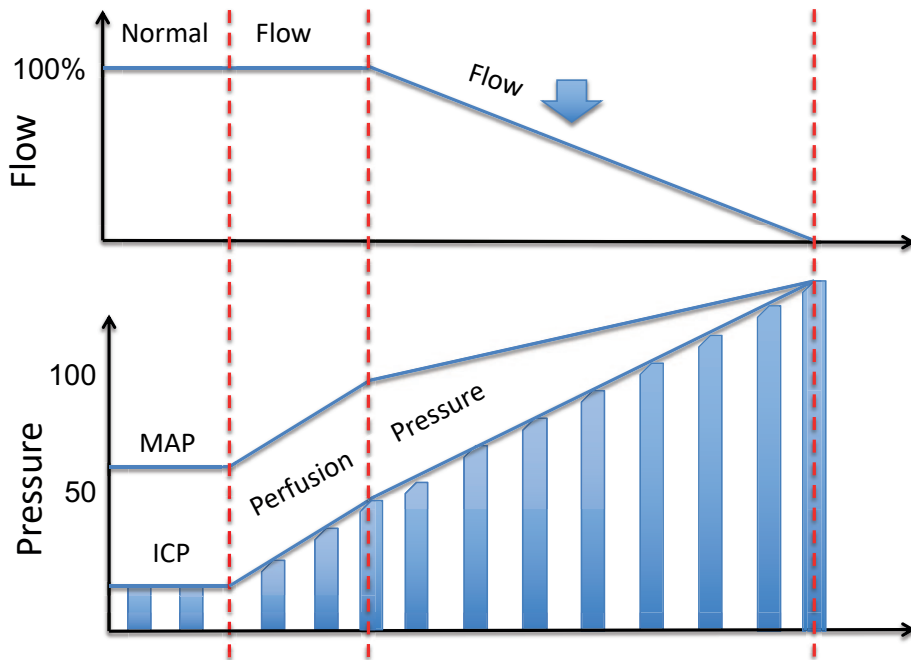 Normal Flow
100%
Flow
Flow
100
MAP
Pressure
Perfusion
50
Pressure
ICP